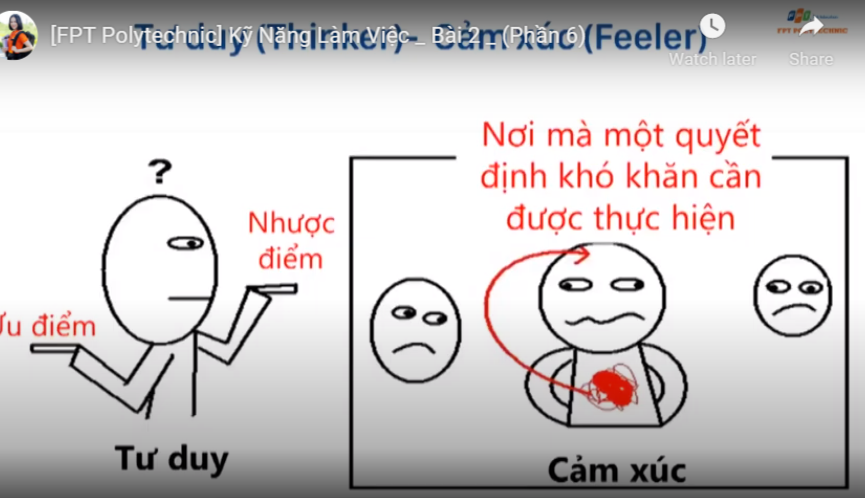 [FPT Polytechnic] Kỹ Năng Làm Việc _ Bài 2 _ (Phần 6)
Tư duy (Thinker) - Cảm xúc (Feeler)
Watch later
Share
Nơi mà một quyết
định khó khăn cần
được thực hiện
?
Nhược
điểm
Ưu điểm
Tư duy
Cảm xúc